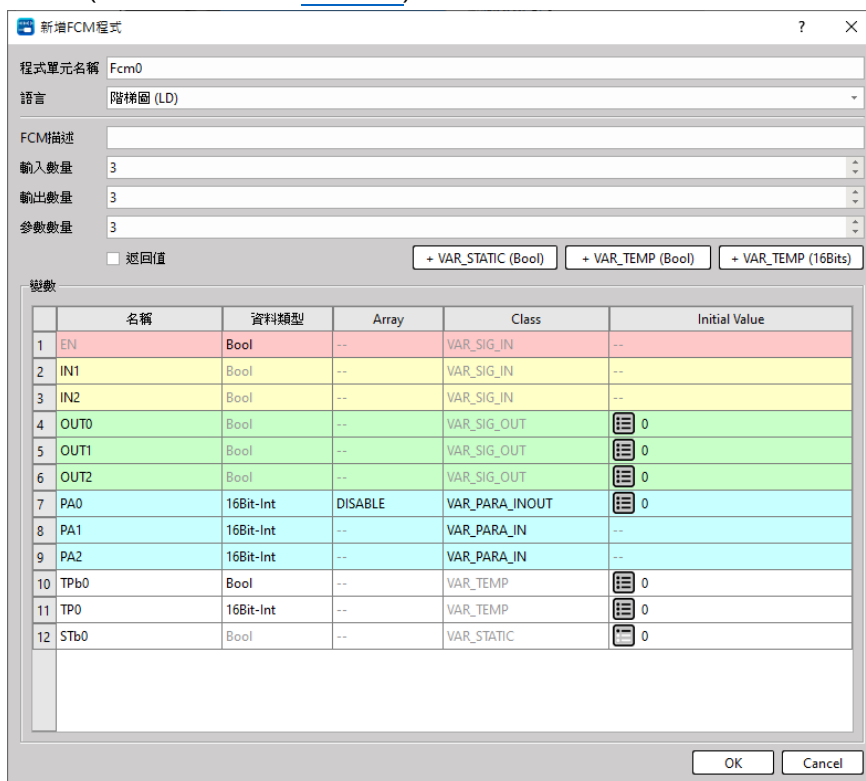 新增FCM程式 ? ×
程式單元名稱 Fcm0
語言 階梯圖 (LD)
FCM描述
輸入數量 3
輸出數量 3
參數數量 3
返回值 + VAR_STATIC (Bool) + VAR_TEMP (Bool) + VAR_TEMP (16Bits)
變數
名稱 資料類型 Array Class Initial Value
1 EN Bool -- VAR_SIG_IN --
2 IN1 Bool -- VAR_SIG_IN --
3 IN2 Bool -- VAR_SIG_IN --
4 OUT0 Bool -- VAR_SIG_OUT 0
5 OUT1 Bool -- VAR_SIG_OUT 0
6 OUT2 Bool -- VAR_SIG_OUT 0
7 PA0 16Bit-Int DISABLE VAR_PARA_INOUT 0
8 PA1 16Bit-Int -- VAR_PARA_IN --
9 PA2 16Bit-Int -- VAR_PARA_IN --
10 TPb0 Bool -- VAR_TEMP 0
11 TP0 16Bit-Int -- VAR_TEMP 0
12 STb0 Bool -- VAR_STATIC 0
OK Cancel